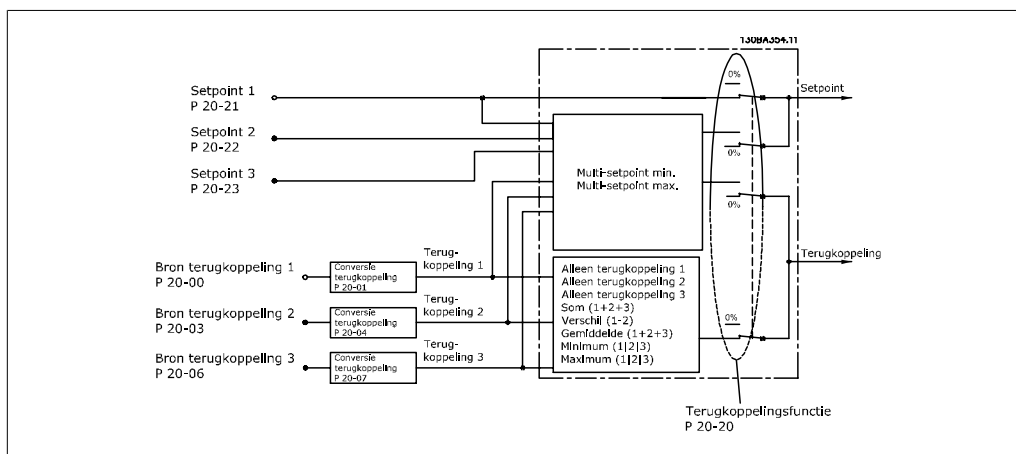 130BA354.11
Setpoint 1
P 20-21
Setpoint 2
P 20-22
Setpoint 3
P 20-23
0%
Setpoint
0%
Multi-setpoint min.
Multi-setpoint max.
0%
Terugkoppeling
Bron terugkoppeling 1
P 20-00
Conversie
terugkoppeling
P 20-01
Terug-
koppeling 1
Bron terugkoppeling 2
P 20-03
Conversie
terugkoppeling
P 20-04
Terug-
koppeling 2
Bron terugkoppeling 3
P 20-06
Conversie
terugkoppeling
P 20-07
Terug-
koppeling 3
Alleen terugkoppeling 1
Alleen terugkoppeling 2
Alleen terugkoppeling 3
Som (1+2+3)
Verschil (1-2)
Gemiddelde (1+2+3)
Minimum (1|2|3)
Maximum (1|2|3)
0%
Terugkoppelingsfunctie
P 20-20